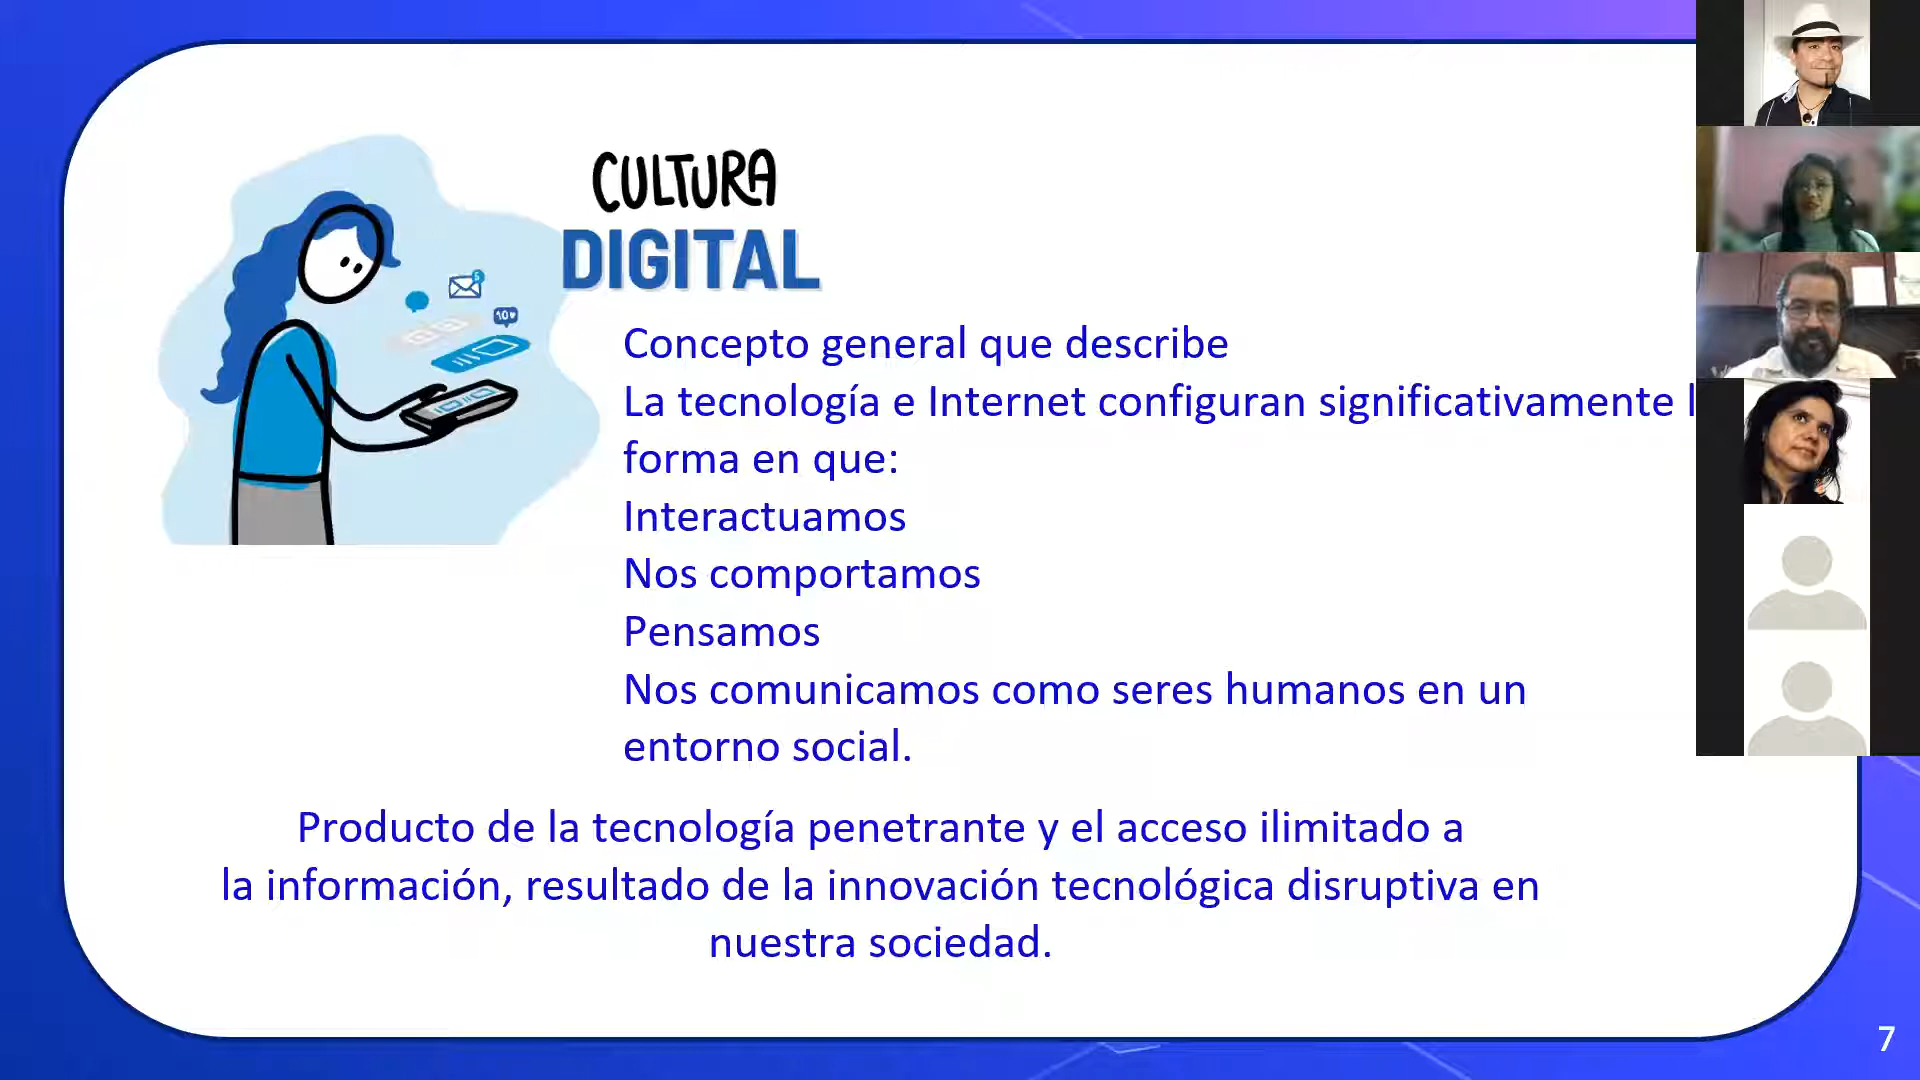 CULTURA
DIGITAL
Concepto general que describe
La tecnología e Internet configuran significativamente
forma en que:
Interactuamos
Nos comportamos
Pensamos
Nos comunicamos como seres humanos en un
entorno social.
Producto de la tecnología penetrante y el acceso ilimitado a
la información, resultado de la innovación tecnológica disruptiva en
nuestra sociedad.
7